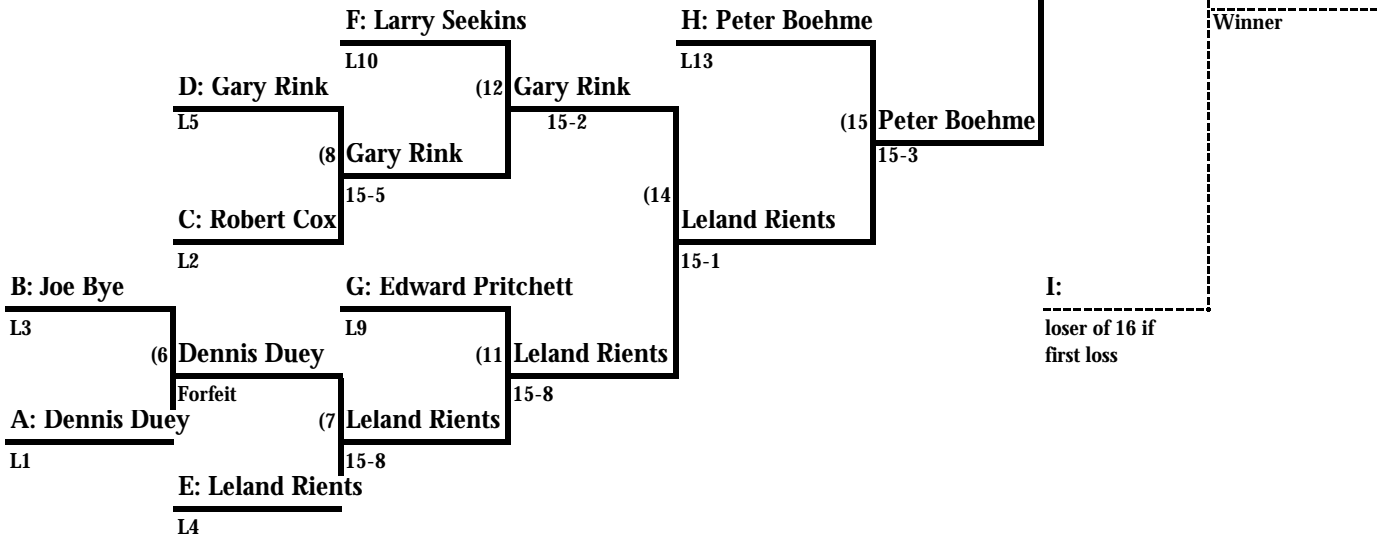 F: Larry Seekins
H: Peter Boehme
Winner
L10
L13
D: Gary Rink
(12 Gary Rink
L5
15-2
(15 Peter Boehme
(8 Gary Rink
15-3
15-5
(14
C: Robert Cox
Leland Rients
L2
15-1
B: Joe Bye
G: Edward Pritchett
I:
L3
L9
loser of 16 if
first loss
(6 Dennis Duey
(11 Leland Rients
Forfeit
15-8
A: Dennis Duey
(7 Leland Rients
L1
15-8
E: Leland Rients
L4